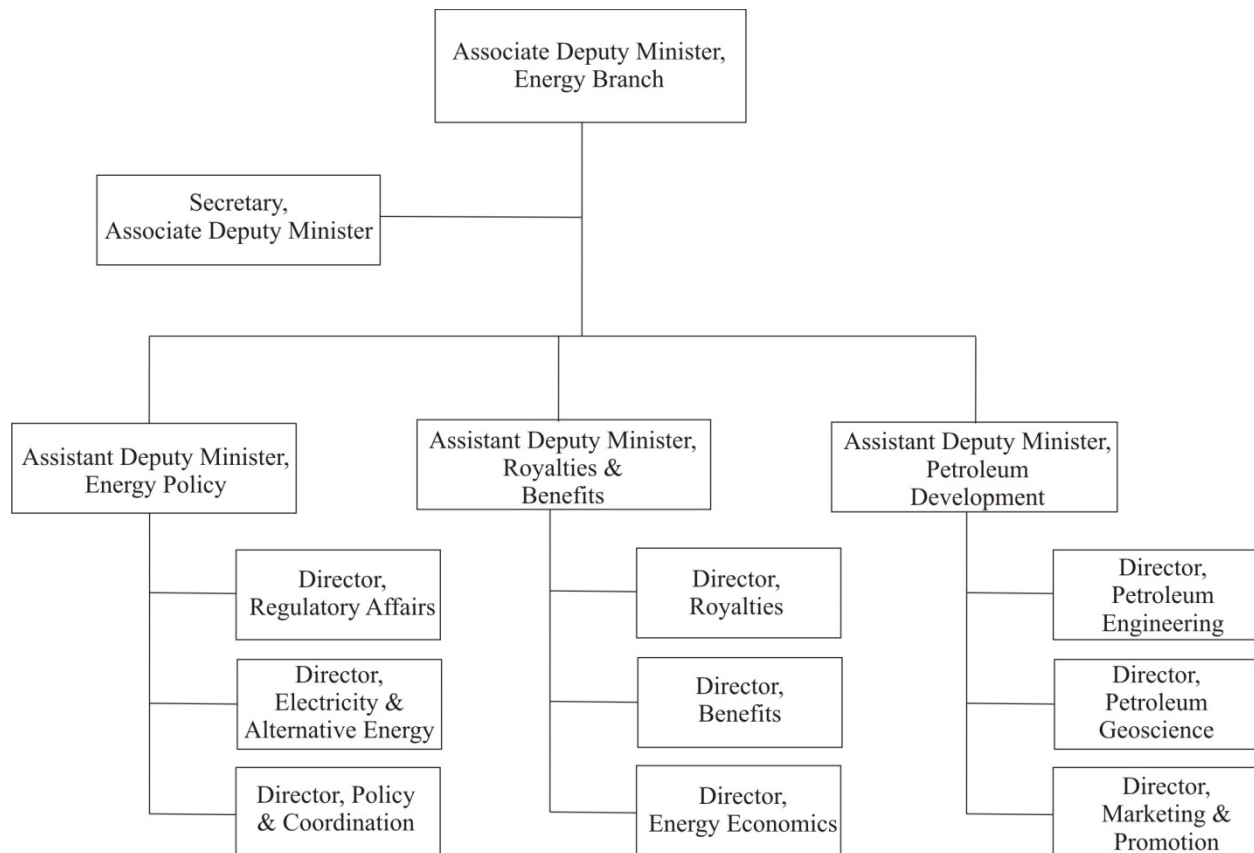 Associate Deputy Minister,
Energy Branch
Secretary,
Associate Deputy Minister
Assistant Deputy Minister,
Energy Policy
Assistant Deputy Minister,
Royalties &
Benefits
Assistant Deputy Minister,
Petroleum
Development
Director,
Regulatory Affairs
Director,
Royalties
Director,
Petroleum
Engineering
Director,
Electricity &
Alternative Energy
Director,
Benefits
Director,
Petroleum
Geoscience
Director, Policy
& Coordination
Director,
Energy Economics
Director,
Marketing &
Promotion